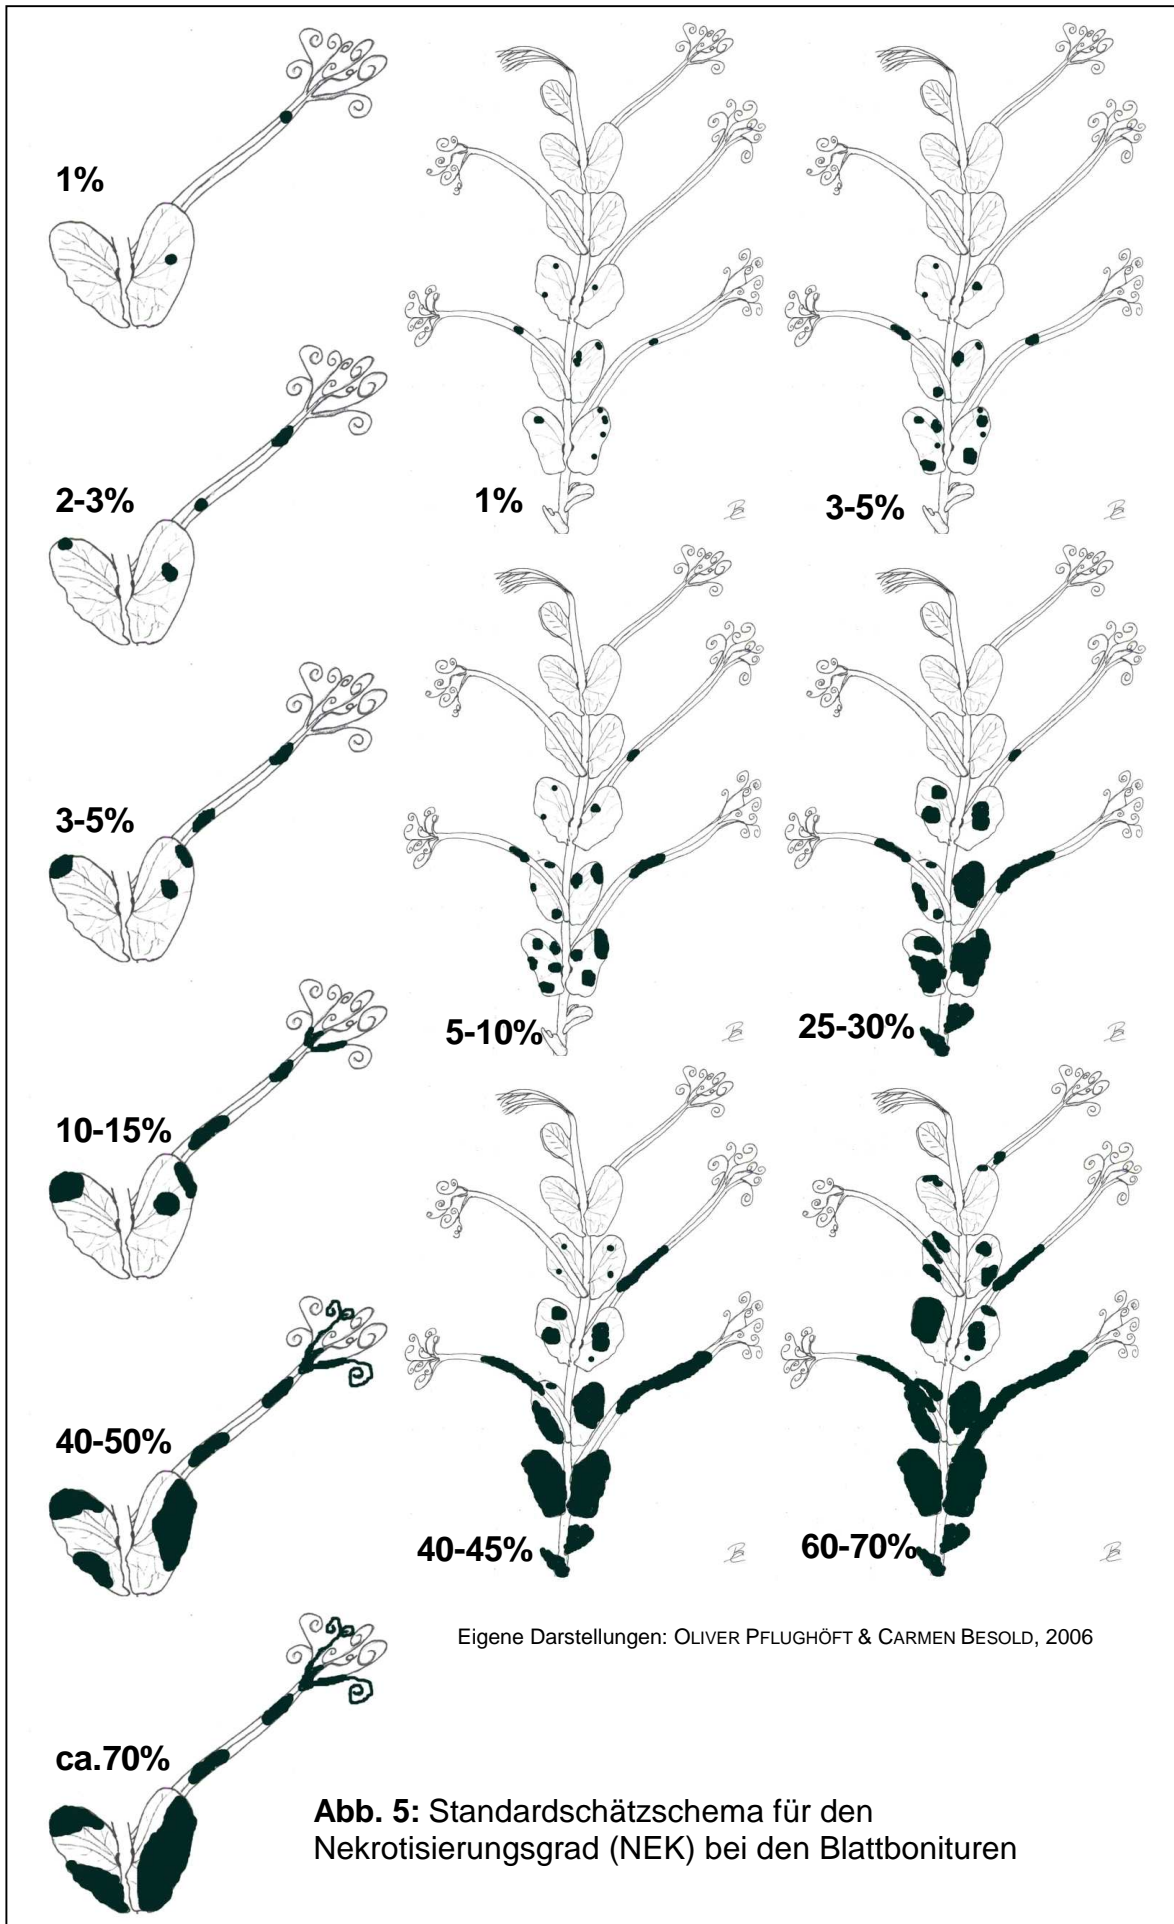 1%
2-3%
3-5%
10-15%
40-50%
ca.70%
1%
3-5%
5-10%
25-30%
40-45%
60-70%
Eigene Darstellungen: OLIVER PFLUGHÖFT & CARMEN BESOLD, 2006
Abb. 5: Standardschätzschema für den
Nekrotisierungsgrad (NEK) bei den Blattbonituren